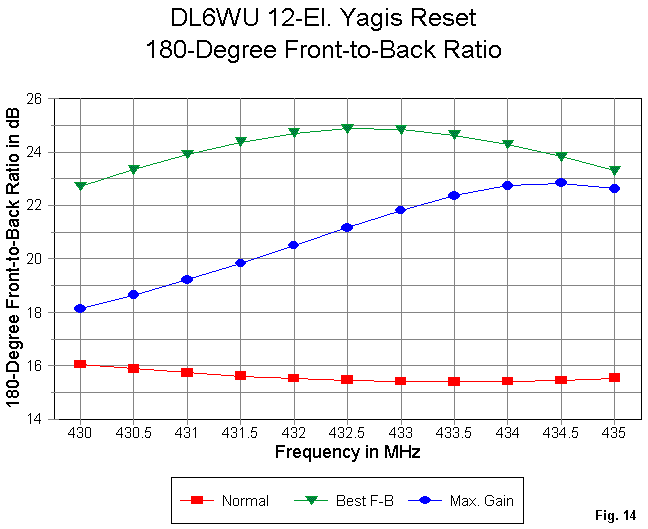 DL6WU 12-El. Yagis Reset
180-Degree Front-to-Back Ratio
180-Degree Front-to-Back Ratio in dB
26
24
22
20
18
16
14
430 430.5 431 431.5 432 432.5 433 433.5 434 434.5 435
Frequency in MHz
Normal Best F-B Max. Gain
Fig. 14